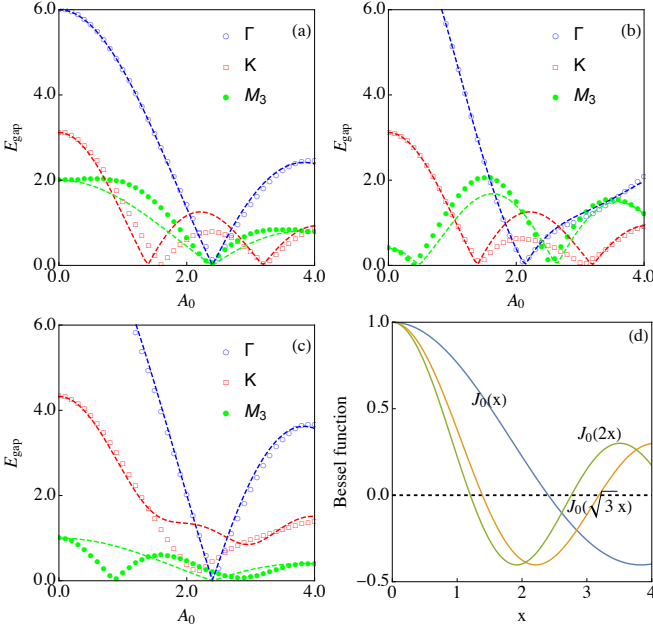 (a)
Γ
K
M3
6.0
4.0
2.0
0.0
Egap
0.0
2.0
4.0
A0
(b)
Γ
K
M3
6.0
4.0
2.0
0.0
Egap
0.0
2.0
4.0
A0
(c)
Γ
K
M3
6.0
4.0
2.0
0.0
Egap
0.0
2.0
4.0
A0
(d)
1.0
0.5
0.0
−0.5
Bessel function
J0(x)
J0(2x)
J0(√3 x)
0
1
2
3
4
x